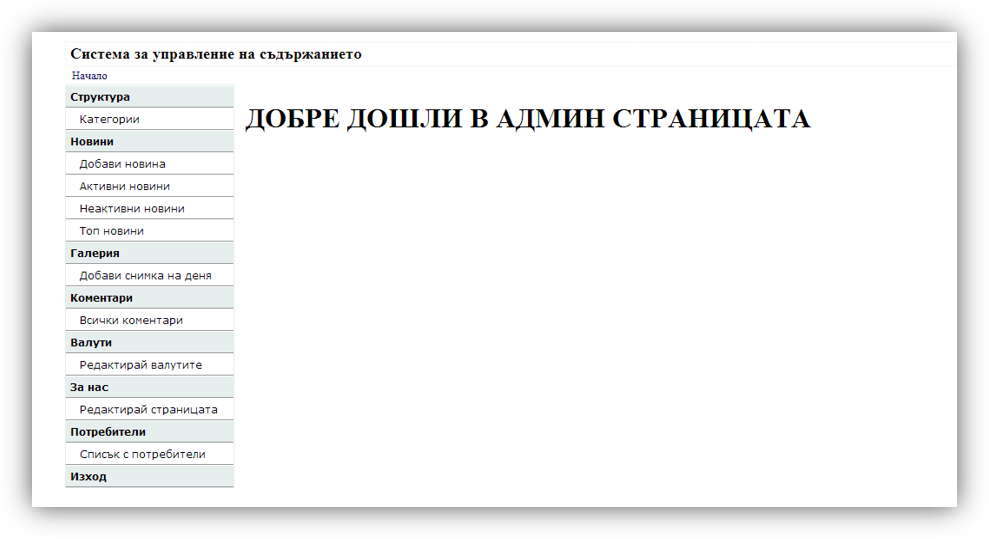 Система за управление на съдържанието
Начало
Структура
Категории
Новини
Добави новина
Активни новини
Неактивни новини
Топ новини
Галерия
Добави снимка на деня
Коментари
Всички коментари
Валути
Редактирай валутите
За нас
Редактирай страницата
Потребители
Списък с потребители
Изход
ДОБРЕ ДОШЛИ В АДМИН СТРАНИЦАТА